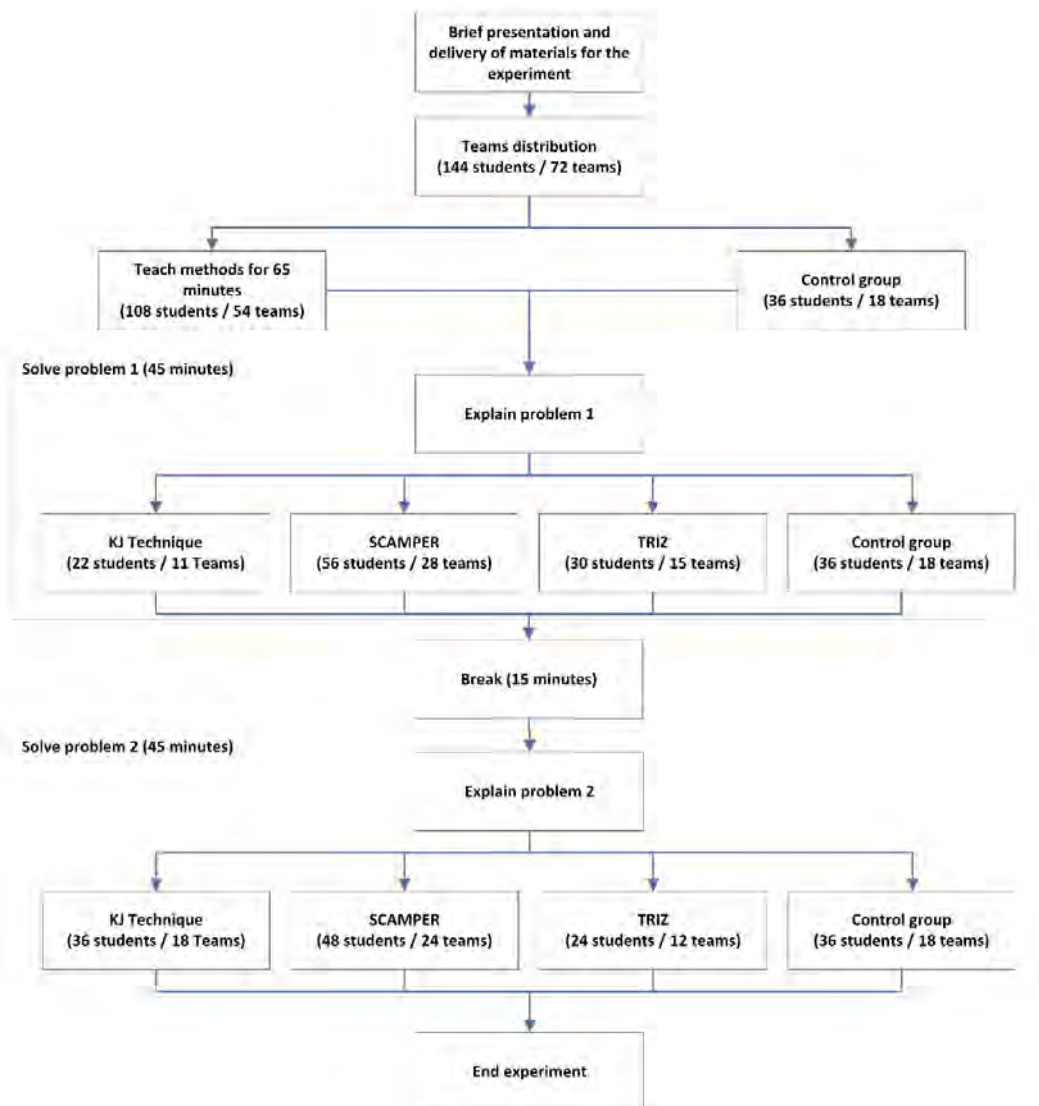 Brief presentation and
delivery of materials for the
experiment
Teams distribution
(144 students / 72 teams)
Teach methods for 65
minutes
(108 students / 54 teams)
Control group
(36 students / 18 teams)
Solve problem 1 (45 minutes)
Explain problem 1
KJ Technique
(22 students / 11 Teams)
SCAMPER
(56 students / 28 teams)
TRIZ
(30 students / 15 teams)
Control group
(36 students / 18 teams)
Break (15 minutes)
Solve problem 2 (45 minutes)
Explain problem 2
KJ Technique
(36 students / 18 Teams)
SCAMPER
(48 students / 24 teams)
TRIZ
(24 students / 12 teams)
Control group
(36 students / 18 teams)
End experiment